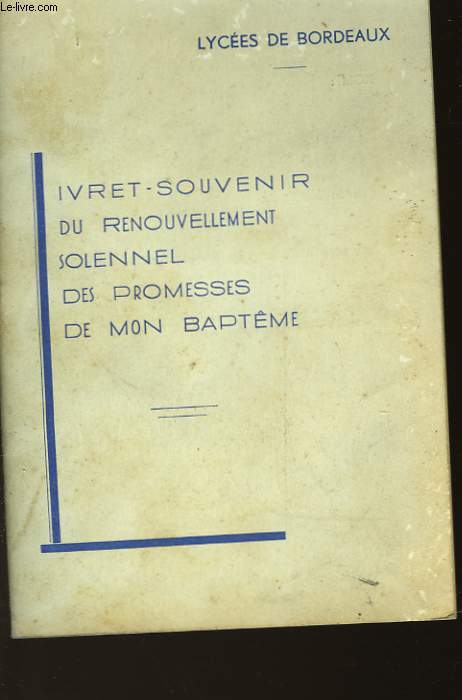 Le-livre.com
LYCÉES DE BORDEAUX
IVRET-SOUVENIR
DU RENOUVELLEMENT
SOLENNEL
DES PROMESSES
DE MON BAPTÊME